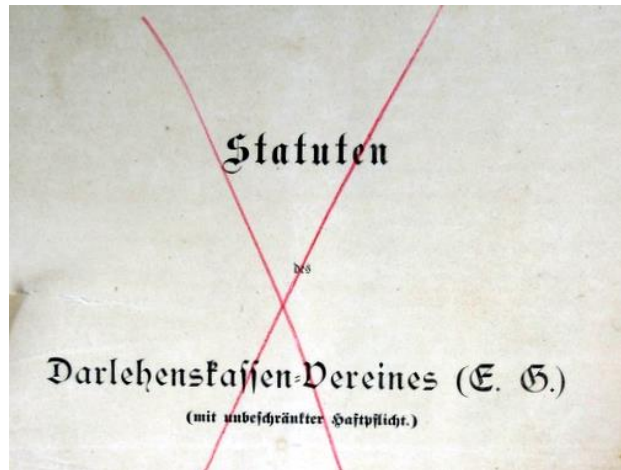 Statuten
des
Darlehenskassen-Vereines (E. G.)
(mit unbeschränkter Haftpflicht.)